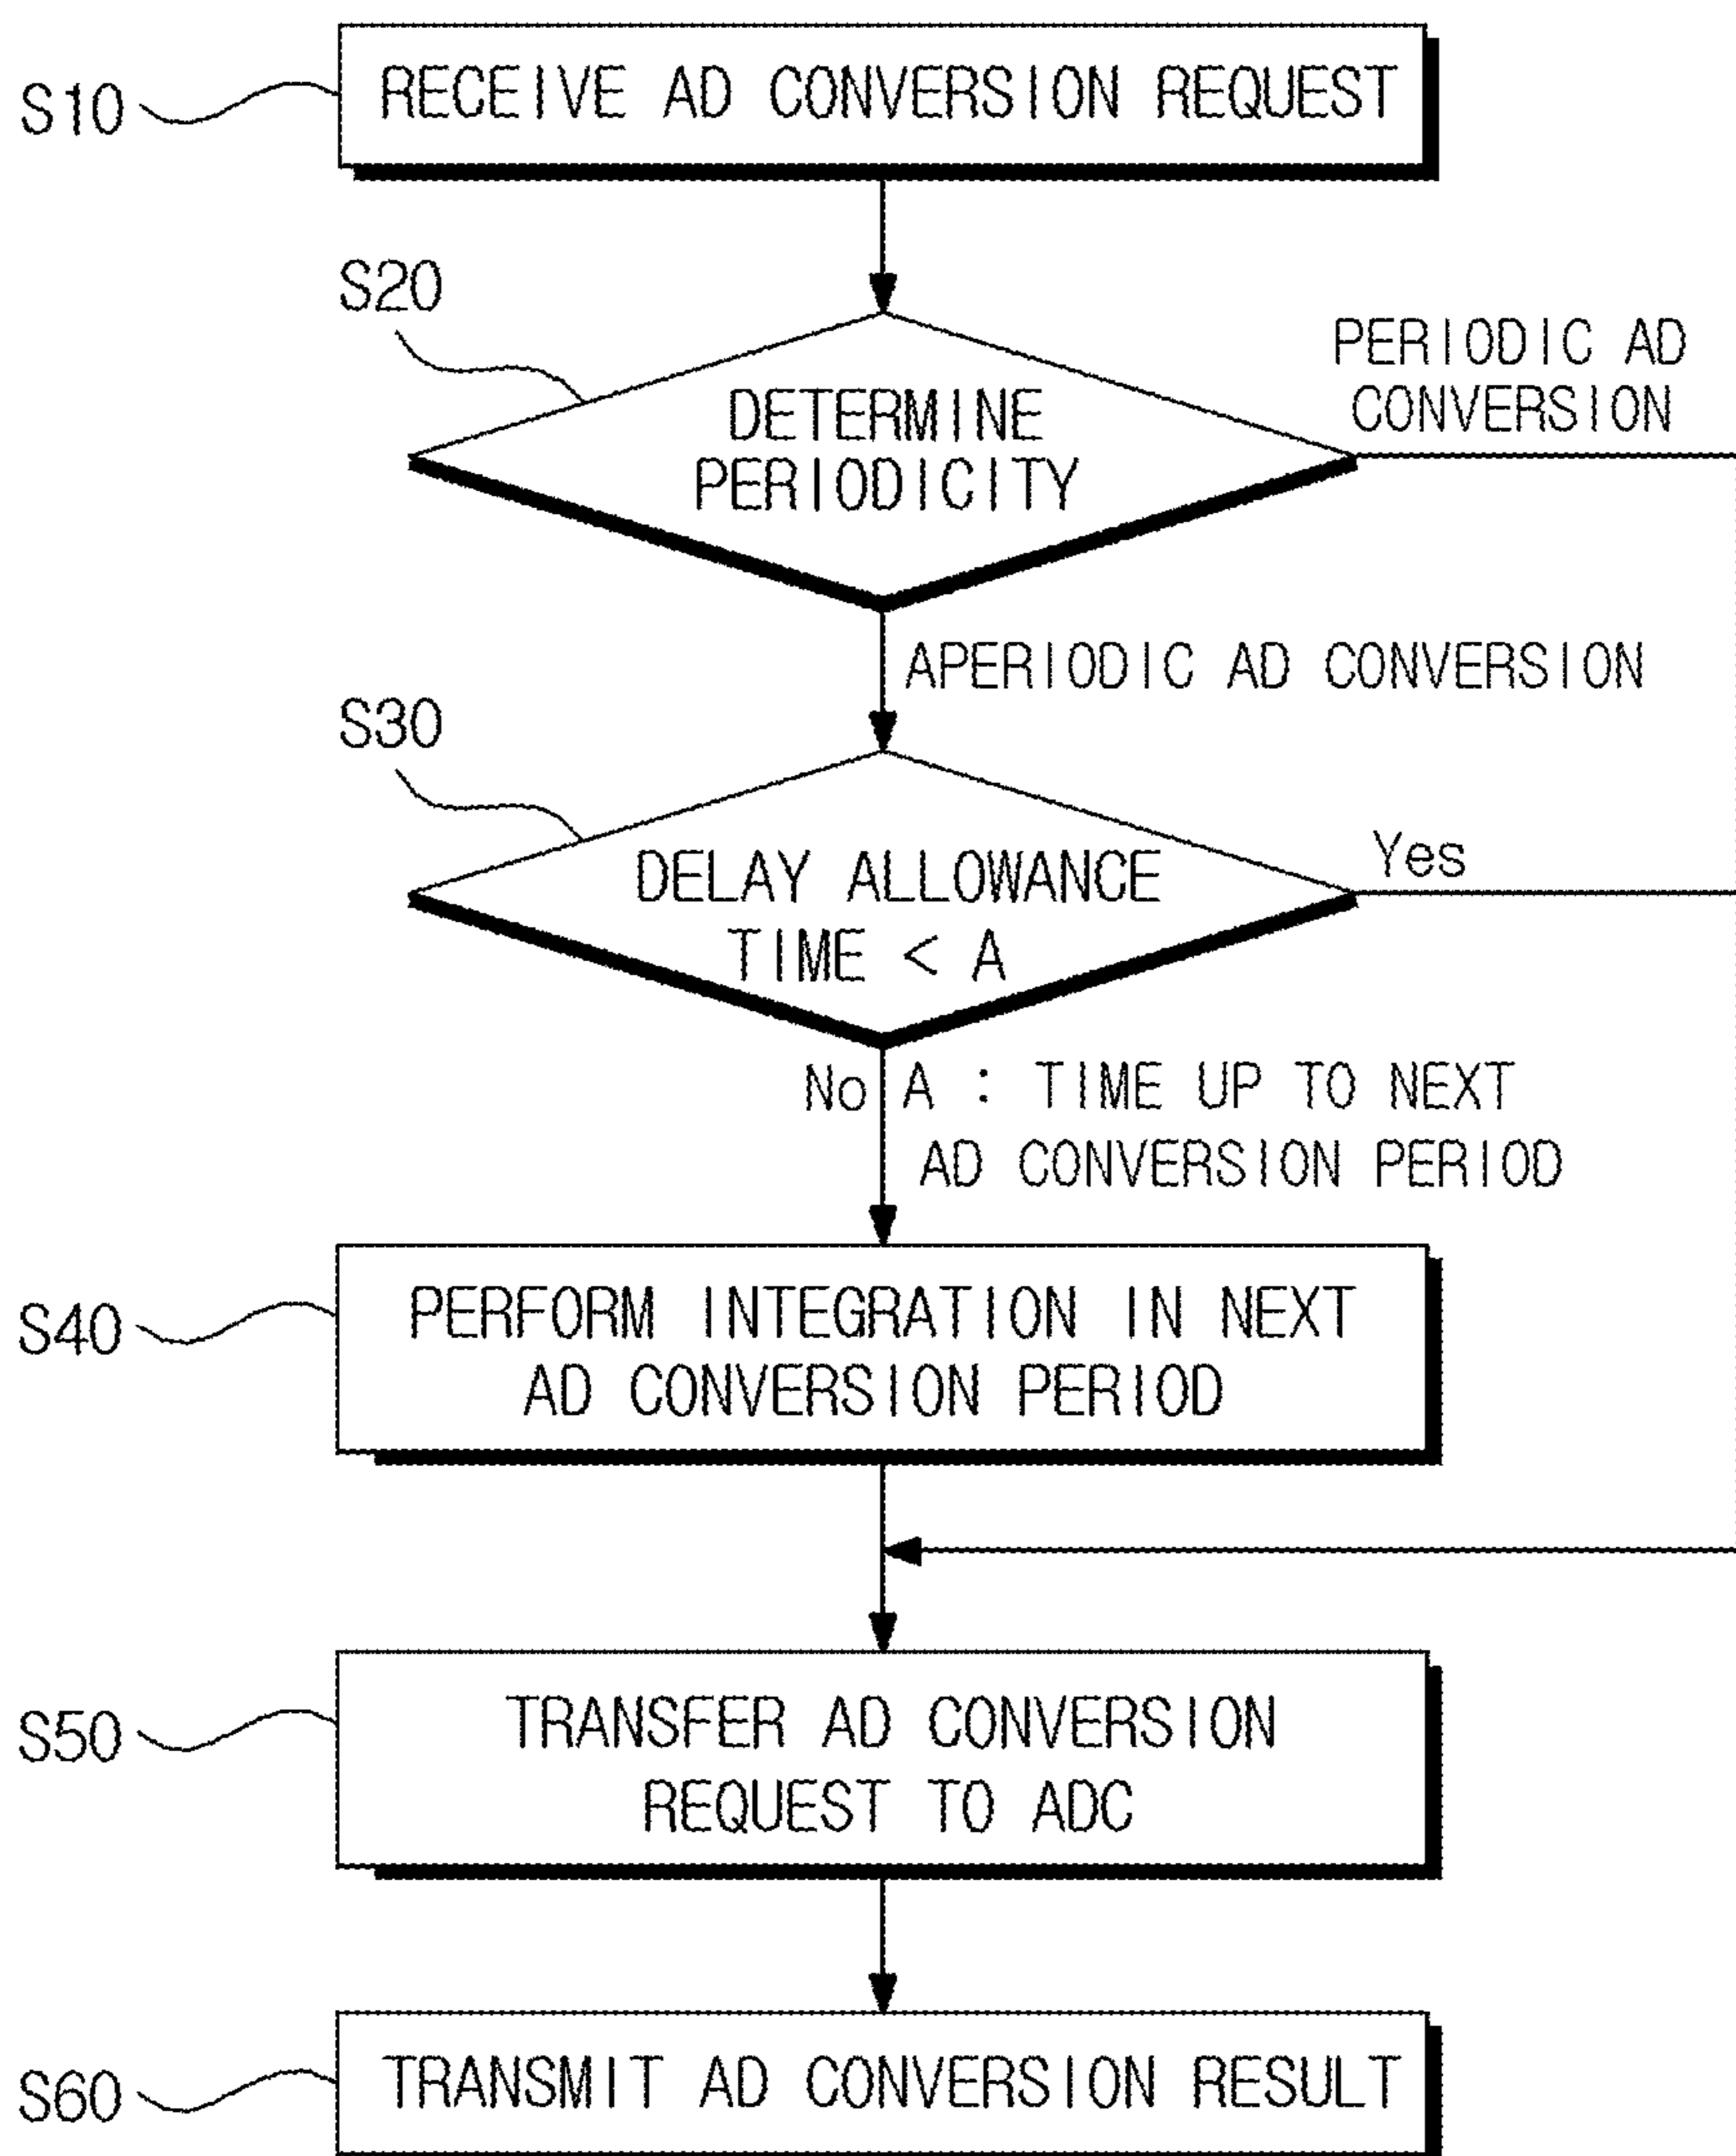 S10
RECEIVE AD CONVERSION REQUEST
S20
PERIODIC AD
CONVERSION
DETERMINE
PERIODICITY
APERIODIC AD CONVERSION
S30
Yes
DELAY ALLOWANCE
TIME < A
No
A : TIME UP TO NEXT
AD CONVERSION PERIOD
S40
PERFORM INTEGRATION IN NEXT
AD CONVERSION PERIOD
S50
TRANSFER AD CONVERSION
REQUEST TO ADC
S60
TRANSMIT AD CONVERSION RESULT